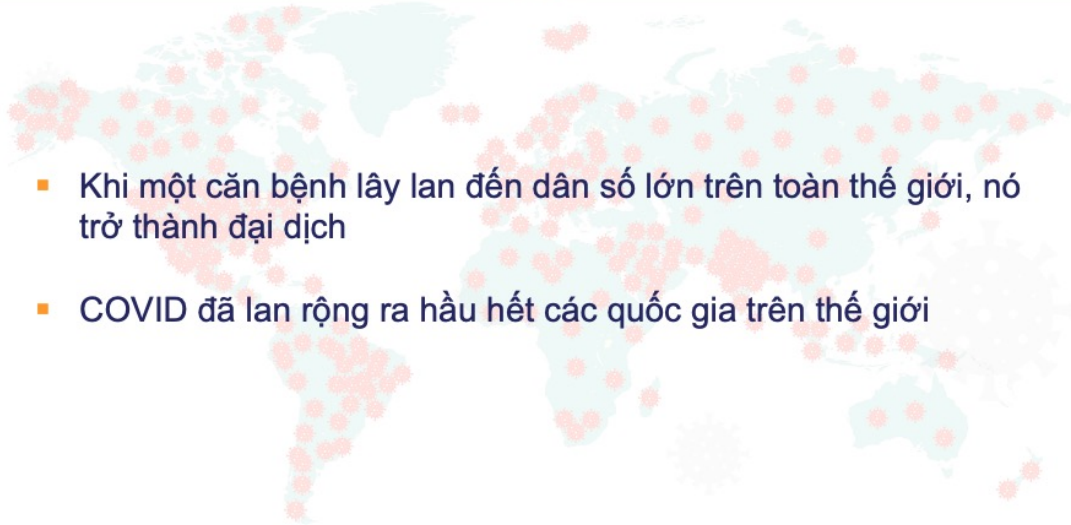 ▪ Khi một căn bệnh lây lan đến dân số lớn trên toàn thế giới, nó
trở thành đại dịch
▪ COVID đã lan rộng ra hầu hết các quốc gia trên thế giới